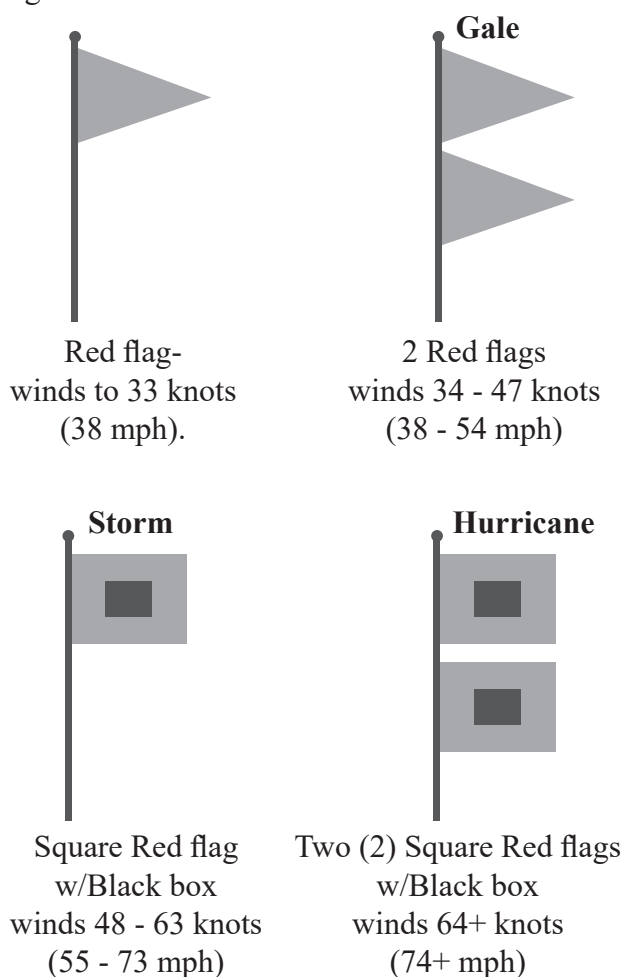 Gale
Red flag-
winds to 33 knots
(38 mph).
2 Red flags
winds 34 - 47 knots
(38 - 54 mph)
Storm
Square Red flag
w/Black box
winds 48 - 63 knots
(55 - 73 mph)
Hurricane
Two (2) Square Red flags
w/Black box
winds 64+ knots
(74+ mph)